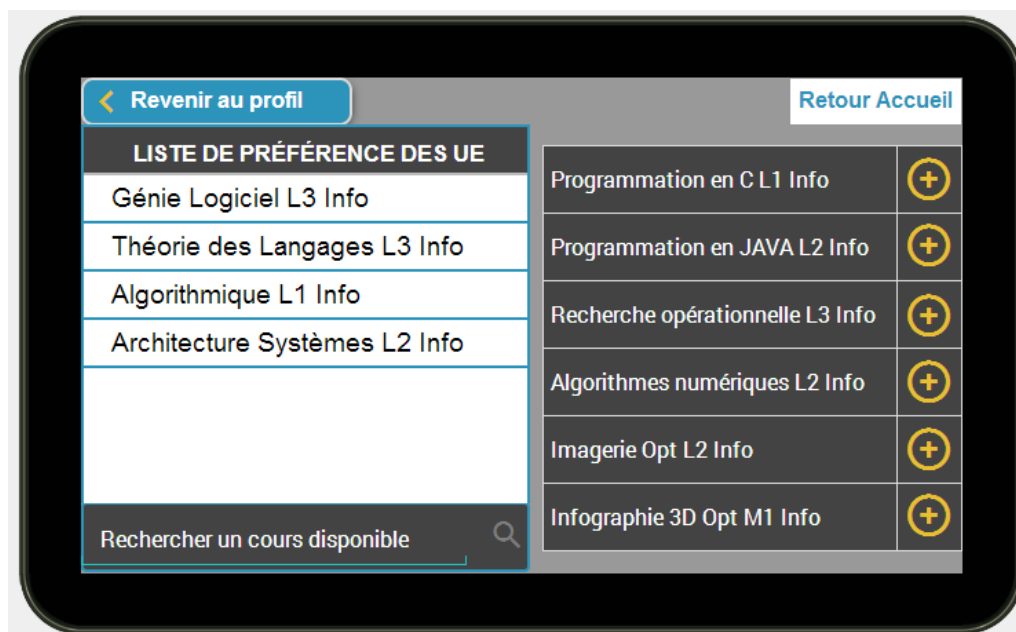 Revenir au profil
Retour Accueil
LISTE DE PRÉFÉRENCE DES UE
Génie Logiciel L3 Info
Théorie des Langages L3 Info
Algorithmique L1 Info
Architecture Systèmes L2 Info
Rechercher un cours disponible
Programmation en C L1 Info
Programmation en JAVA L2 Info
Recherche opérationnelle L3 Info
Algorithmes numériques L2 Info
Imagerie Opt L2 Info
Infographie 3D Opt M1 Info